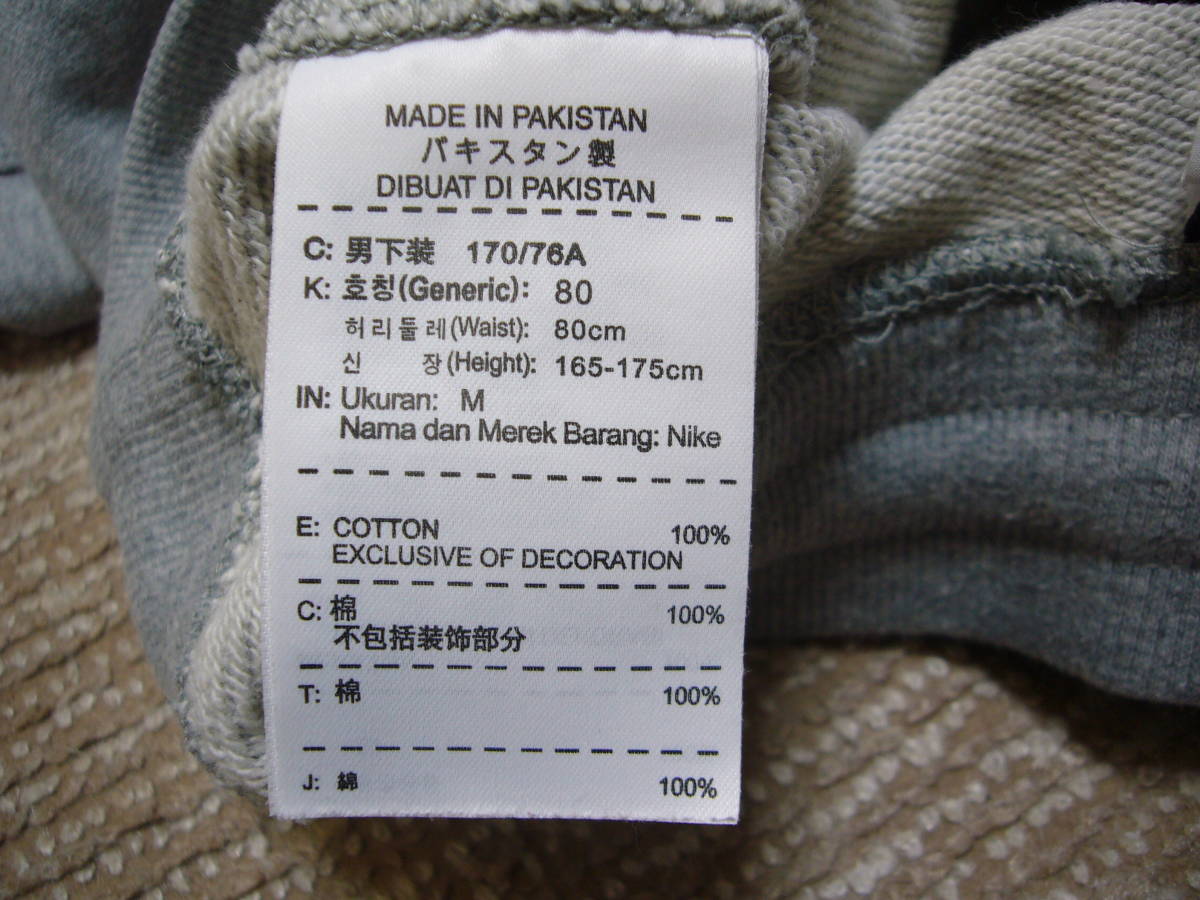 MADE IN PAKISTAN
パキスタン製
DIBUAT DI PAKISTAN
C: 男下装 170/76A
K: 호칭(Generic): 80
허리둘레(Waist): 80cm
신 장(Height): 165-175cm
IN: Ukuran: M
Nama dan Merek Barang: Nike
E: COTTON 100%
EXCLUSIVE OF DECORATION
C: 棉 100%
不包括装饰部分
T: 棉 100%
J: 綿 100%